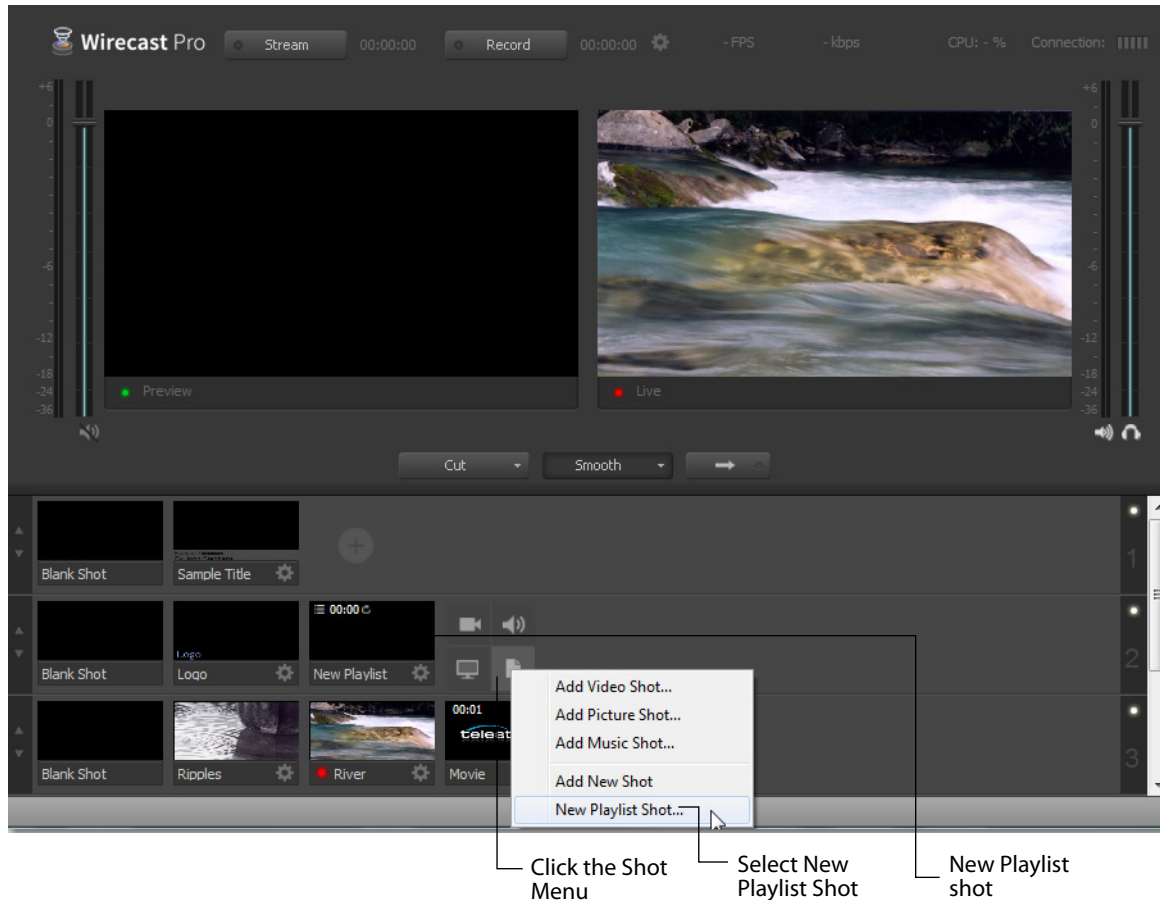 Wirecast Pro Stream 00:00:00 Record 00:00:00 - FPS - kbps CPU: - % Connection:
+6 +6
0 0
-6 -6
-12 -12
-18 -18
-24 -24
-36 -36
Preview
Live
Cut Smooth
Blank Shot
Sample Title
1
00:00
Logo
Blank Shot
Logo
New Playlist
2
00:01
Blank Shot
Ripples
River
Movie
3
Add Video Shot...
Add Picture Shot...
Add Music Shot...
Add New Shot
New Playlist Shot...
Click the Shot
Menu
Select New
Playlist Shot
New Playlist
shot